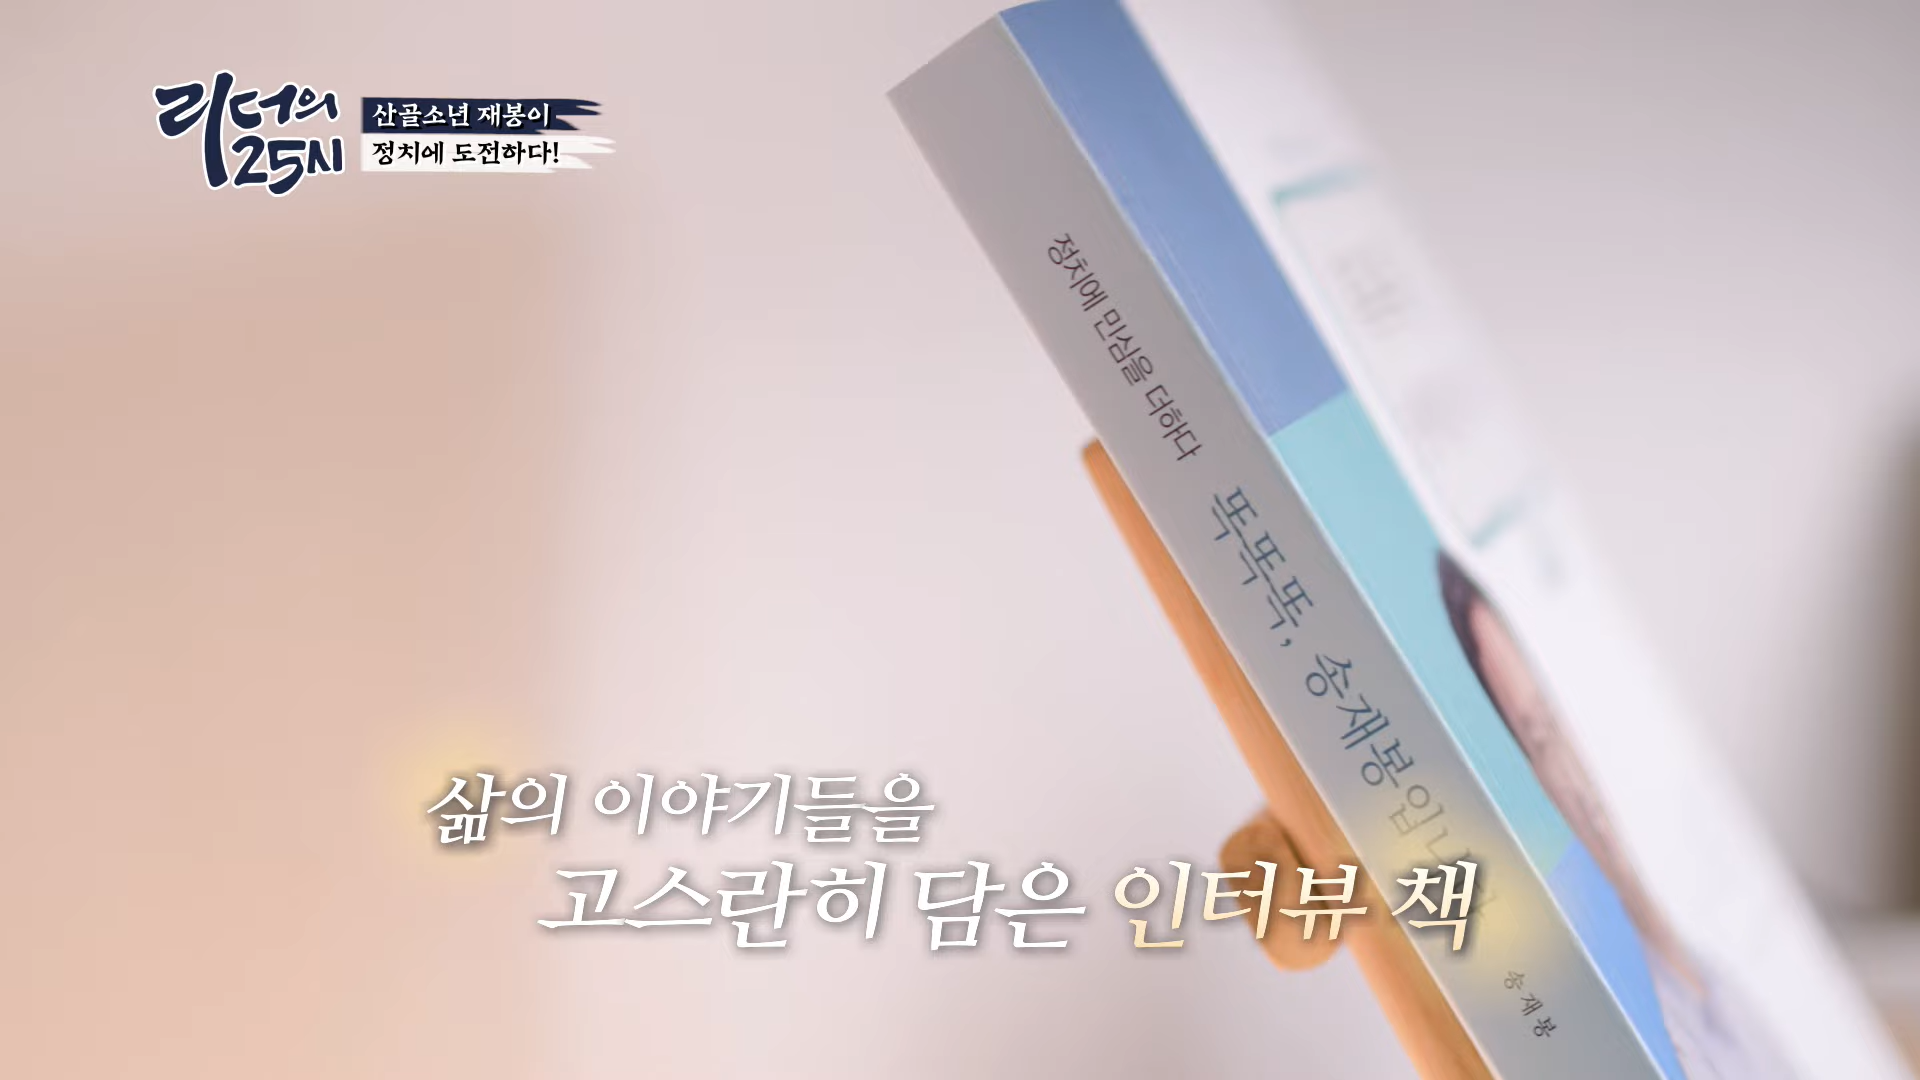 리더의
25시
산골소년 재봉이
정치에 도전하다!
정치에 민심을 더하다 똑똑똑, 송재봉입니다 송재봉
삶의 이야기들을
고스란히 담은 인터뷰 책